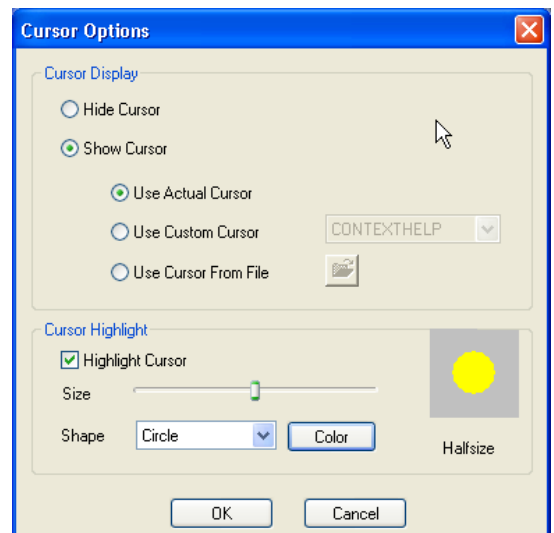 Cursor Options
Cursor Display
Hide Cursor
Show Cursor
Use Actual Cursor
Use Custom Cursor CONTEXTHELP
Use Cursor From File
Cursor Highlight
Highlight Cursor
Size
Shape Circle Color
Halfsize
OK Cancel